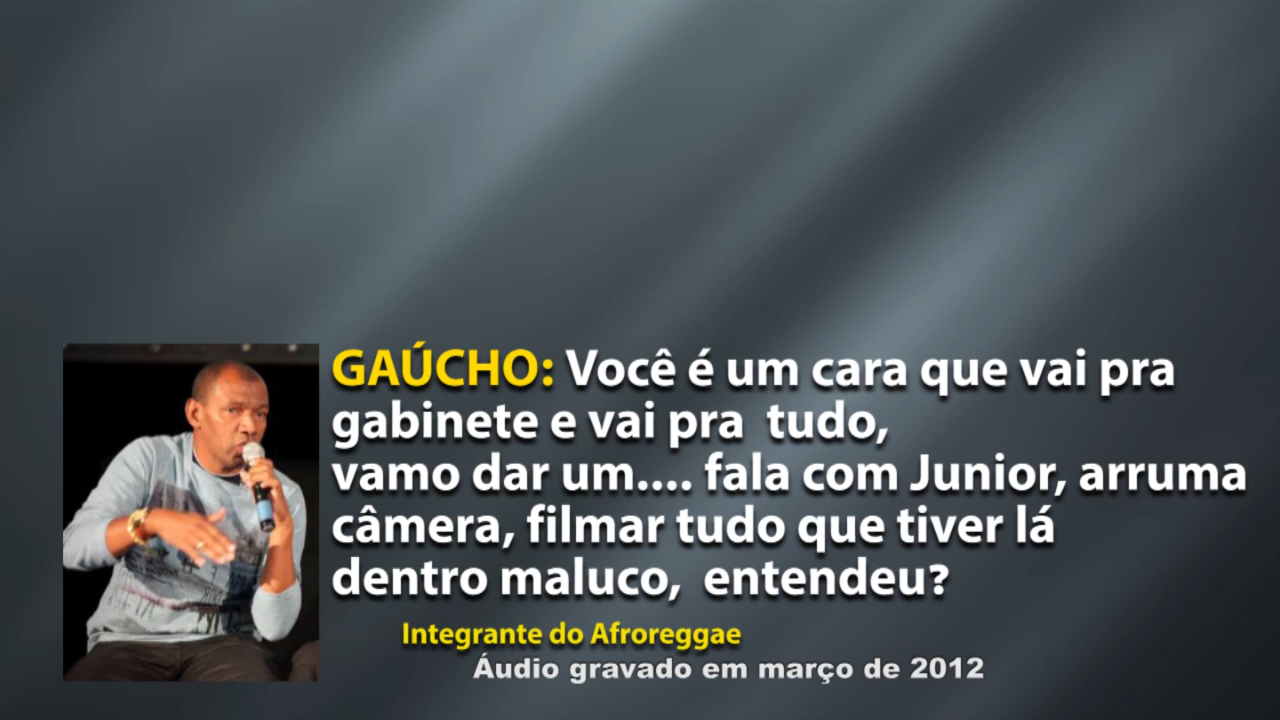 GAÚCHO: Você é um cara que vai pra
gabinete e vai pra tudo,
vamo dar um.... fala com Junior, arruma
câmera, filmar tudo que tiver lá
dentro maluco, entendeu?
Integrante do Afroreggae
Áudio gravado em março de 2012